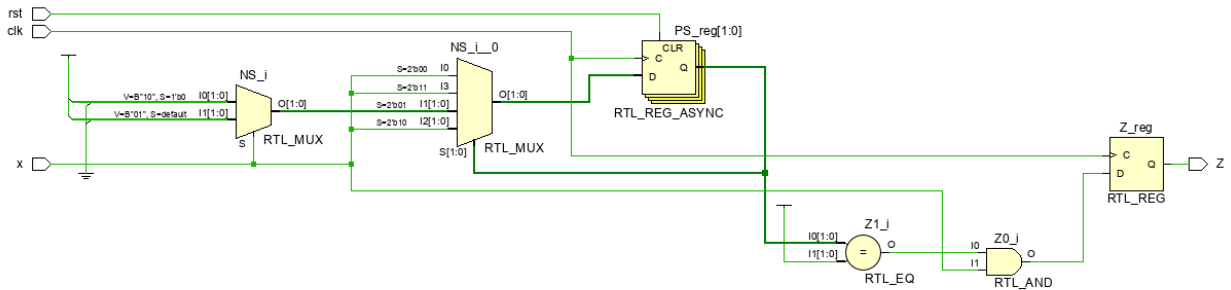 rst
clk
PS_reg[1:0]
CLR
C
D
Q
RTL_REG_ASYNC
NS_i
V=B"10", S=1'b0 I0[1:0]
V=B"01", S=default I1[1:0]
O[1:0]
S
RTL_MUX
NS_i__0
S=2'b00 I0
S=2'b11 I3
S=2'b01 I1[1:0]
S=2'b10 I2[1:0]
O[1:0]
S[1:0]
RTL_MUX
x
Z_reg
C
D
Q
RTL_REG
Z
Z1_i
I0[1:0]
I1[1:0]
=
O
RTL_EQ
Z0_i
I0
I1
O
RTL_AND